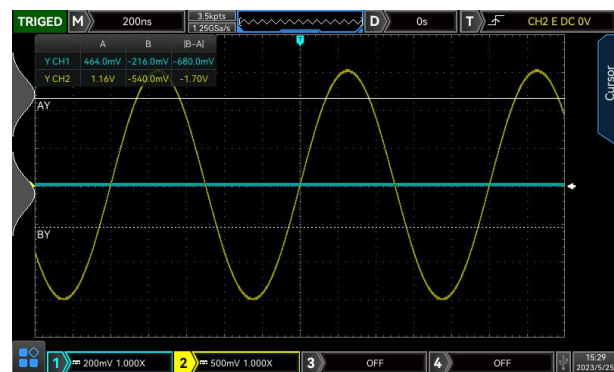 TRIGED M 200ns 3.5kpts 1.25GSa/s D 0s T CH2 E DC 0V
A B |B-A|
Y CH1 464.0mV -216.0mV -680.0mV
Y CH2 1.16V -540.0mV -1.70V
T
Cursor
AY
BY
1 200mV 1.000X 2 500mV 1.000X 3 OFF 4 OFF 15:29
2023/5/25